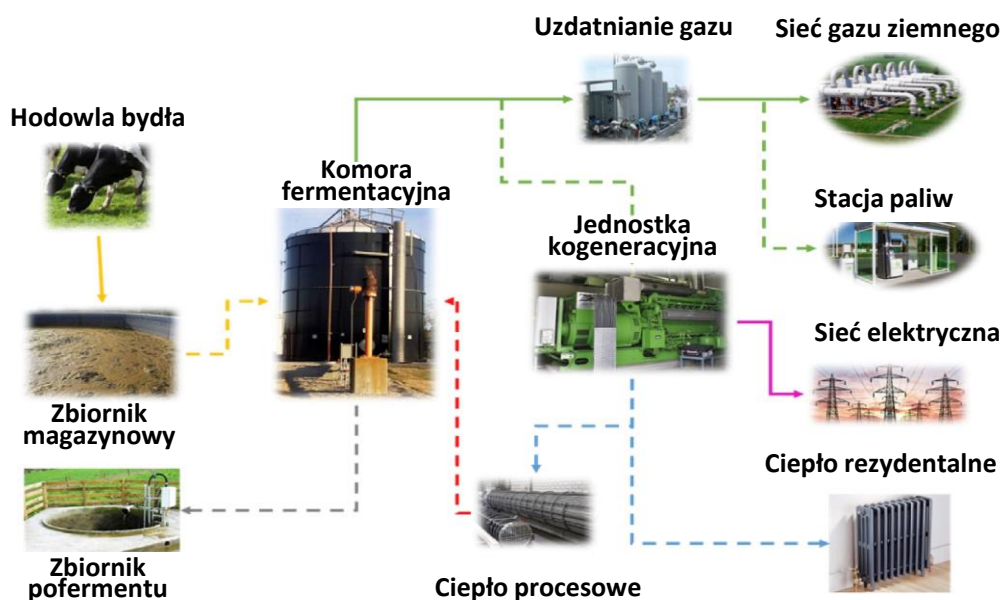 Uzdatnianie gazu
Sieć gazu ziemnego
Hodowla bydła
Komora
fermentacyjna
Stacja paliw
Jednostka
kogeneracyjna
Sieć elektryczna
Zbiornik
magazynowy
Ciepło rezydentalne
Zbiornik
pofermentu
Ciepło procesowe